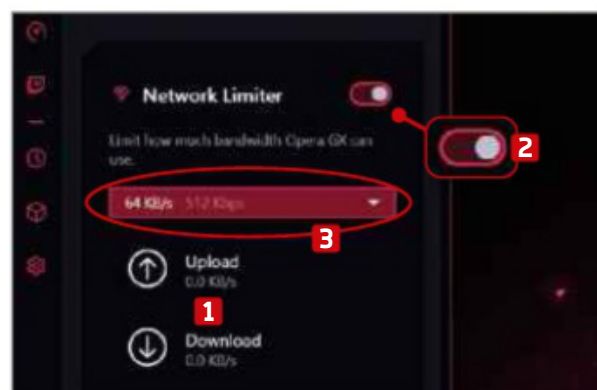 Network Limiter
2
Limit how much bandwidth Opera GX can
use.
64 KB/s 512 Kbps
3
Upload
0.0 KB/s
1
Download
0.0 KB/s